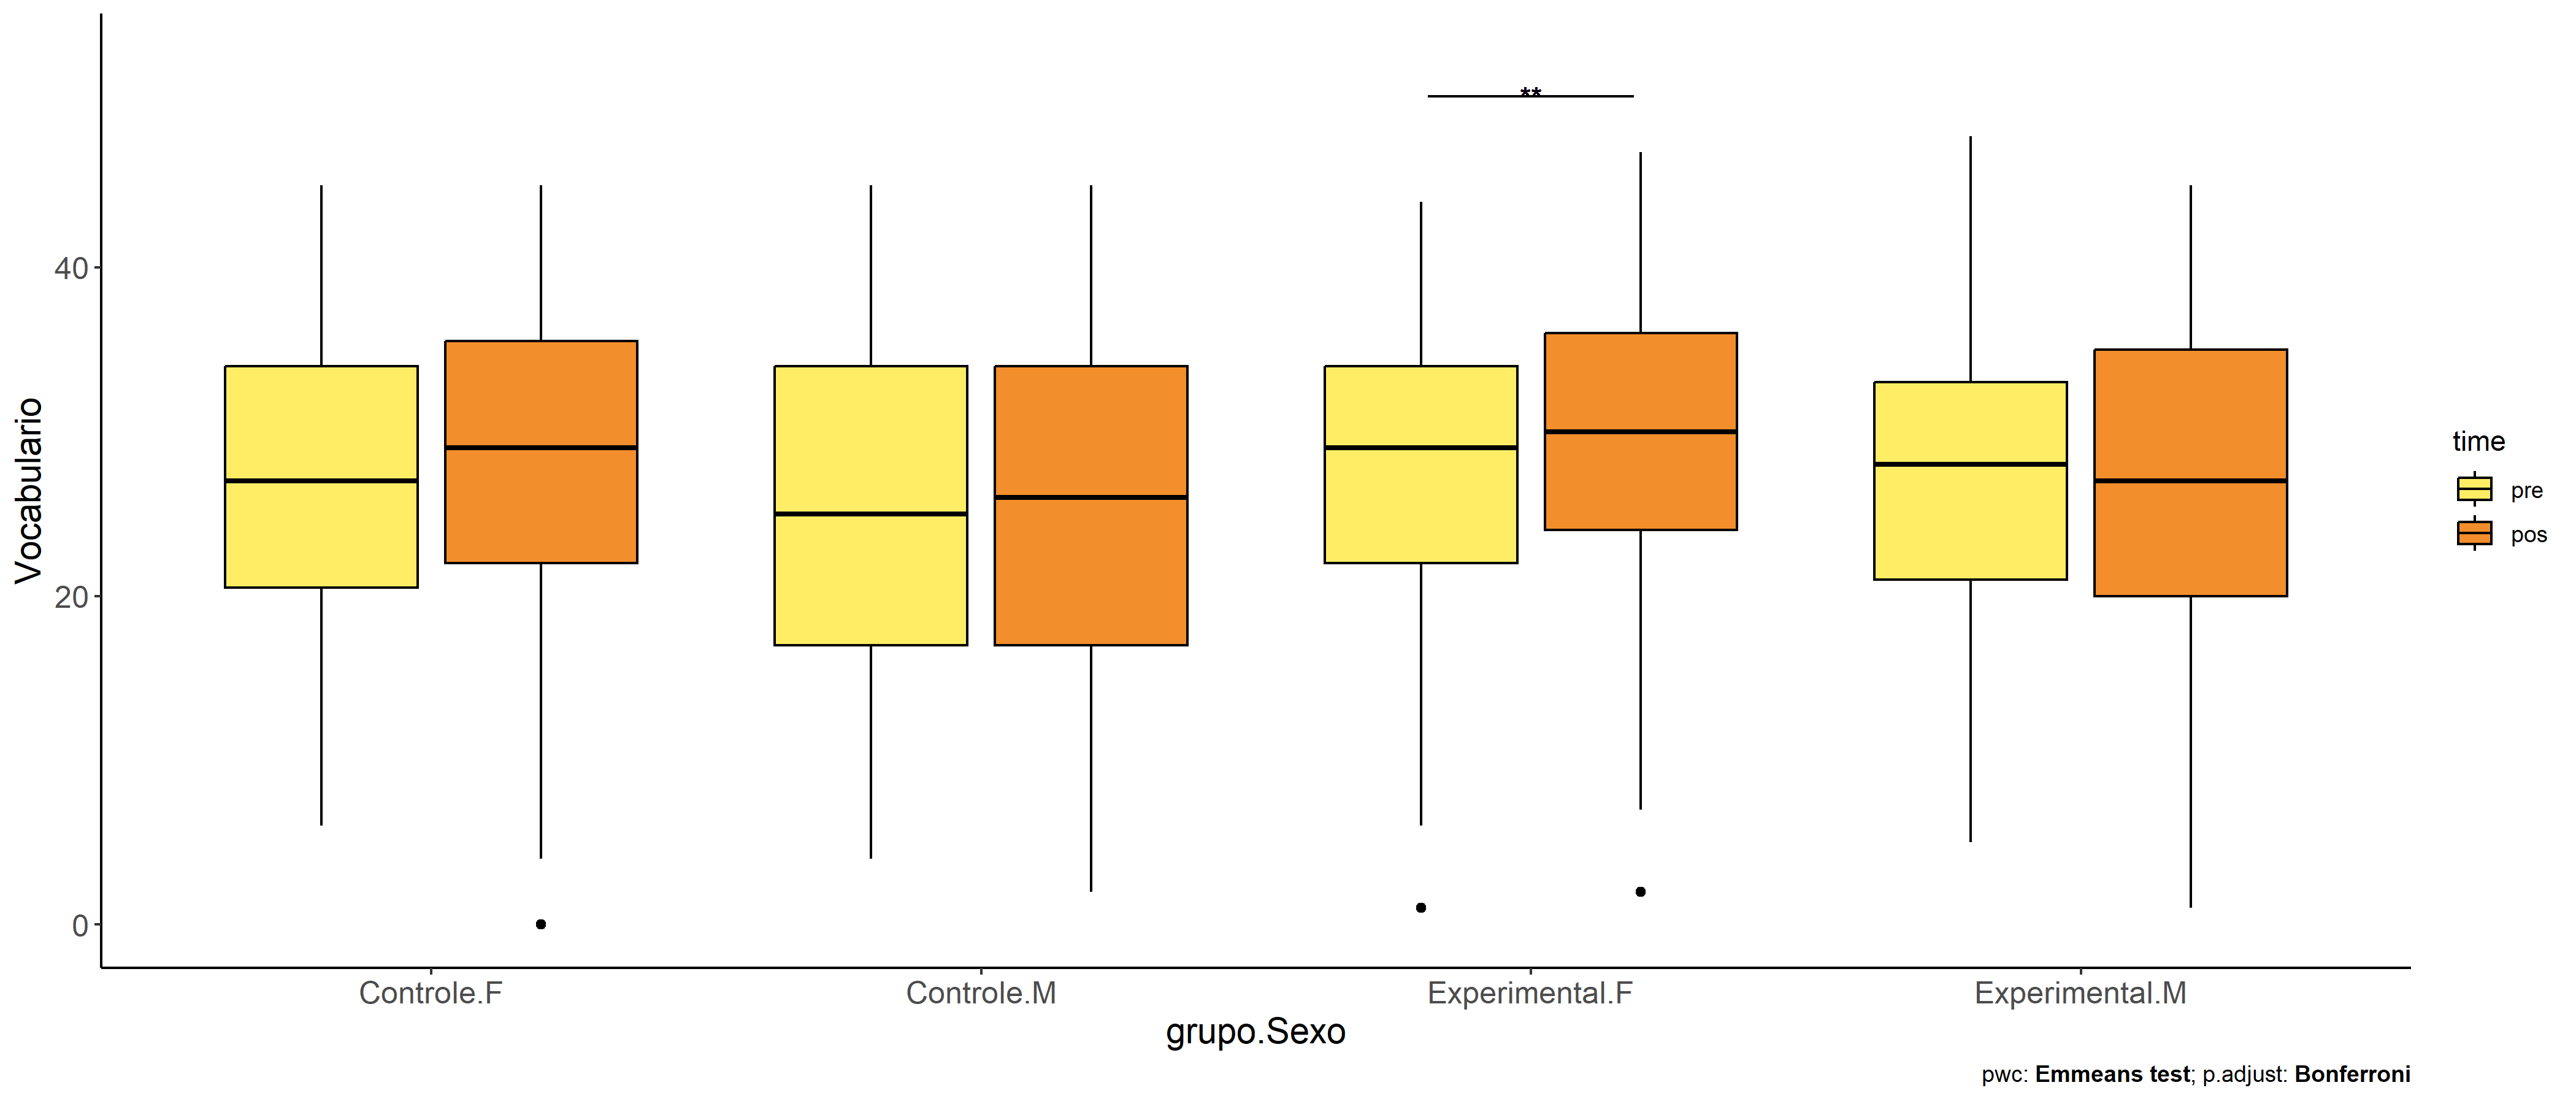 **
40
20
0
Vocabulario
Controle.F
Controle.M
Experimental.F
Experimental.M
grupo.Sexo
time
pre
pos
pwc: Emmeans test; p.adjust: Bonferroni